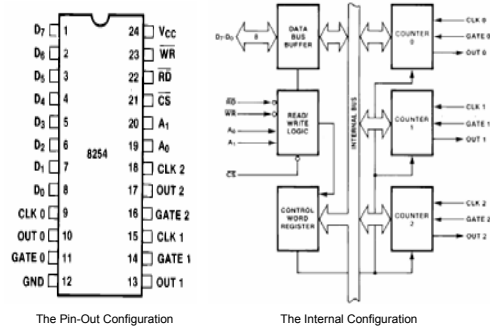 D7 1 24 VCC
D6 2 23 WR
D5 3 22 RD
D4 4 21 CS
D3 5 20 A1
D2 6 19 A0
D1 7 18 CLK 2
D0 8 17 OUT 2
CLK 0 9 16 GATE 2
OUT 0 10 15 CLK 1
GATE 0 11 14 GATE 1
GND 12 13 OUT 1
8254
The Pin-Out Configuration
D7-D0
8
DATA
BUS
BUFFER
RD
WR
A0
A1
CS
READ/
WRITE
LOGIC
CONTROL
WORD
REGISTER
INTERNAL BUS
COUNTER
0
CLK 0
GATE 0
OUT 0
COUNTER
1
CLK 1
GATE 1
OUT 1
COUNTER
2
CLK 2
GATE 2
OUT 2
The Internal Configuration